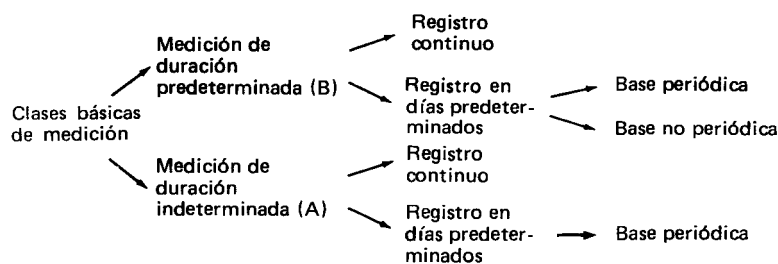 Clases básicas
de medición
Medición de
duración
predeterminada (B)
Registro
continuo
Registro en
días predeter-
minados
Base periódica
Base no periódica
Medición de
duración
indeterminada (A)
Registro
continuo
Registro en
días predeter-
minados
Base periódica